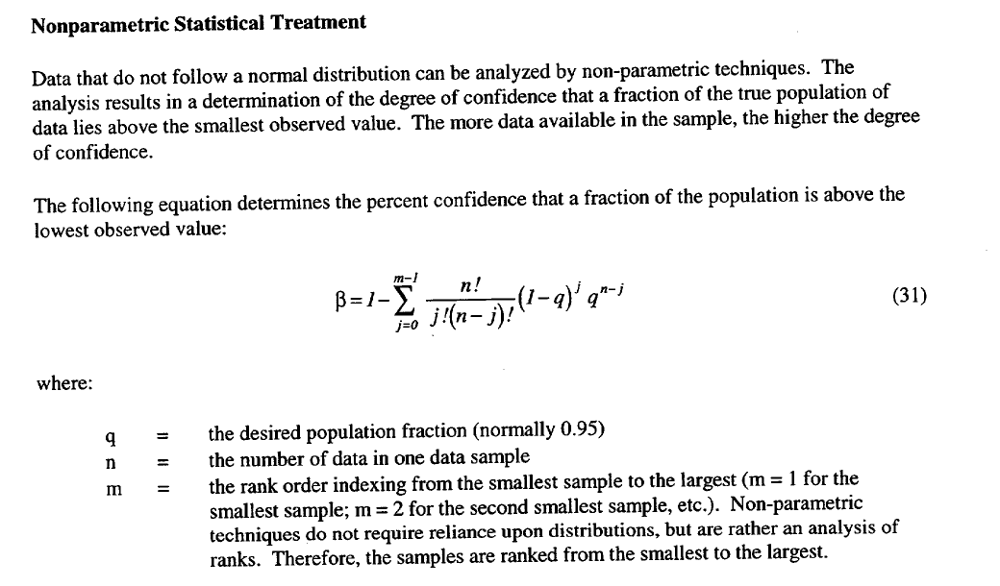 Nonparametric Statistical Treatment
Data that do not follow a normal distribution can be analyzed by non-parametric techniques. The
analysis results in a determination of the degree of confidence that a fraction of the true population of
data lies above the smallest observed value. The more data available in the sample, the higher the degree
of confidence.
The following equation determines the percent confidence that a fraction of the population is above the
lowest observed value:
β = 1 - \sum_{j=0}^{m-1} \frac{n!}{j!(n-j)!} (1-q)^j q^{n-j} (31)
where:
q = the desired population fraction (normally 0.95)
n = the number of data in one data sample
m = the rank order indexing from the smallest sample to the largest (m = 1 for the
smallest sample; m = 2 for the second smallest sample, etc.). Non-parametric
techniques do not require reliance upon distributions, but are rather an analysis of
ranks. Therefore, the samples are ranked from the smallest to the largest.